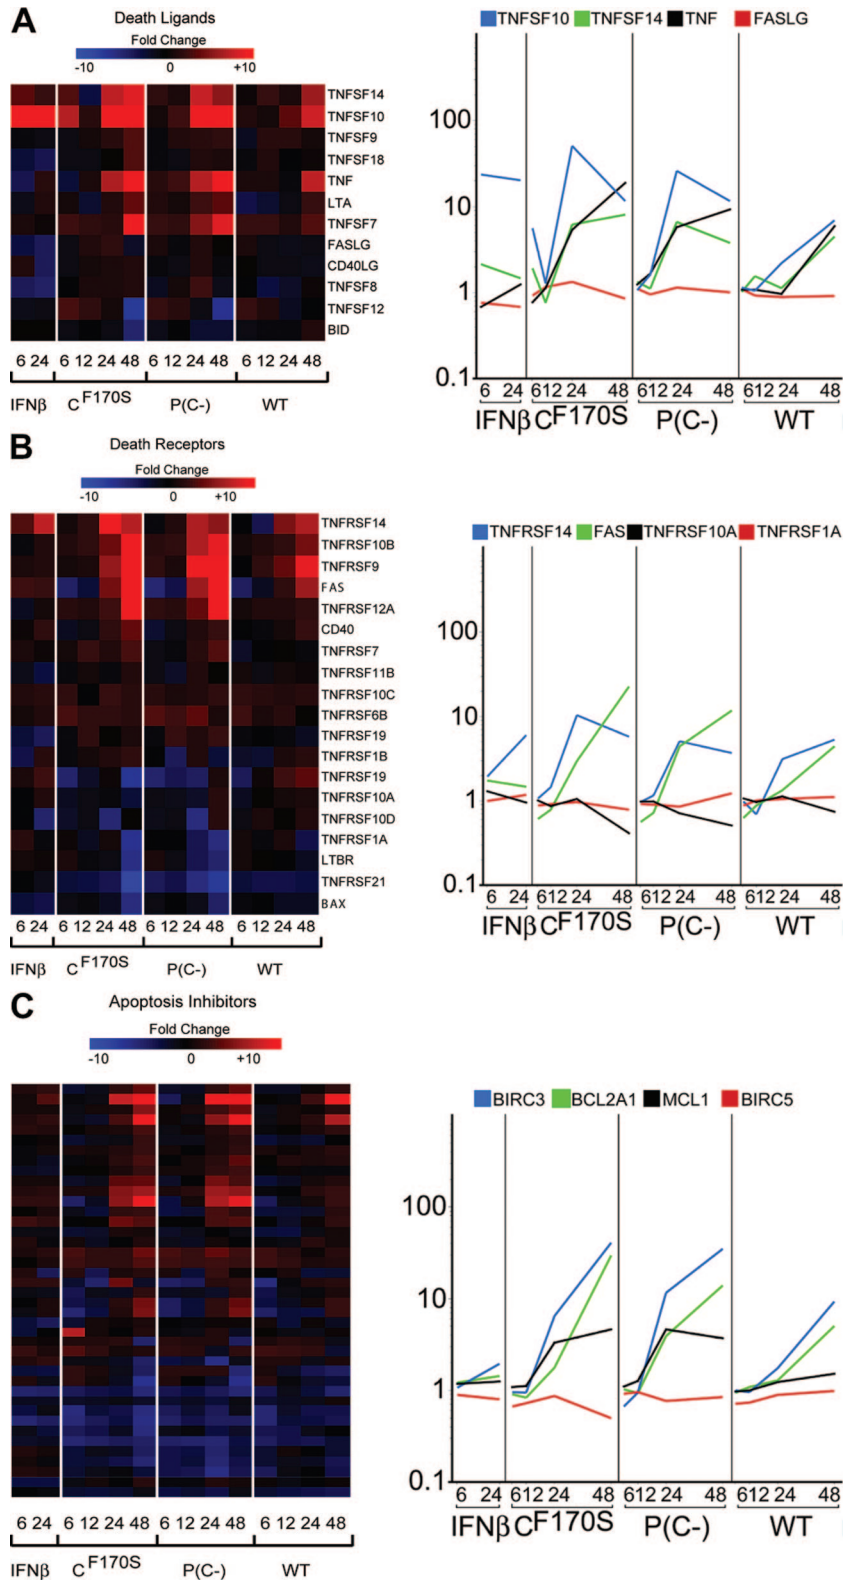 A
Death Ligands
Fold Change
-10 0 +10
TNFSF14
TNFSF10
TNFSF9
TNFSF18
TNF
LTA
TNFSF7
FASLG
CD40LG
TNFSF8
TNFSF12
BID
6 24 6 12 24 48 6 12 24 48 6 12 24 48
IFNβ C F170S P(C-) WT
TNFSF10 TNFSF14 TNF FASLG
100
10
1
0.1
6 24 6 12 24 48 6 12 24 48 6 12 24 48
IFNβ C F170S P(C-) WT
B
Death Receptors
Fold Change
-10 0 +10
TNFRSF14
TNFRSF10B
TNFRSF9
FAS
TNFRSF12A
CD40
TNFRSF7
TNFRSF11B
TNFRSF10C
TNFRSF6B
TNFRSF19
TNFRSF1B
TNFRSF19
TNFRSF10A
TNFRSF10D
TNFRSF1A
LTBR
TNFRSF21
BAX
6 24 6 12 24 48 6 12 24 48 6 12 24 48
IFNβ C F170S P(C-) WT
TNFRSF14 FAS TNFRSF10A TNFRSF1A
100
10
1
0.1
6 24 6 12 24 48 6 12 24 48 6 12 24 48
IFNβ C F170S P(C-) WT
C
Apoptosis Inhibitors
Fold Change
-10 0 +10
6 24 6 12 24 48 6 12 24 48 6 12 24 48
IFNβ C F170S P(C-) WT
BIRC3 BCL2A1 MCL1 BIRC5
100
10
1
0.1
6 24 6 12 24 48 6 12 24 48 6 12 24 48
IFNβ C F170S P(C-) WT